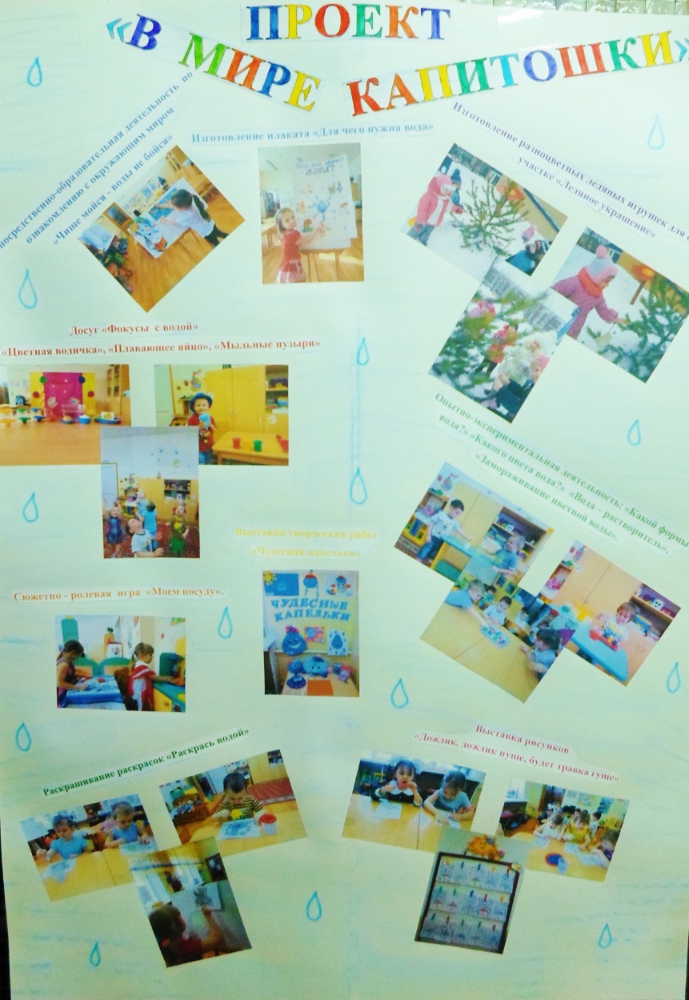 ПРОЕКТ
«В МИРЕ КАПИТОШКИ»
посредственно-образовательная деятельность по
ознакомлению с окружающим миром
«Чище мойся - воды не бойся»
Изготовление плаката «Для чего нужна вода»
Изготовление разноцветных ледяных игрушек для
участке «Ледяное украшение»
Досуг «Фокусы с водой»
«Цветная водичка», «Плавающее яйцо», «Мыльные пузыри»
Опытно-экспериментальная деятельность: «Какой формы
вода?» «Какого цвета вода?» «Вода – растворитель»,
«Замораживание цветной воды».
Выставка творческих работ
«Чудесная капелька»
ЧУДЕСНЫЕ
КАПЕЛЬКИ
Сюжетно - ролевая игра «Моем посуду».
Раскрашивание раскрасок «Раскрась водой»
Выставка рисунков
«Дождик, дождик пуще, будет травка гуще»